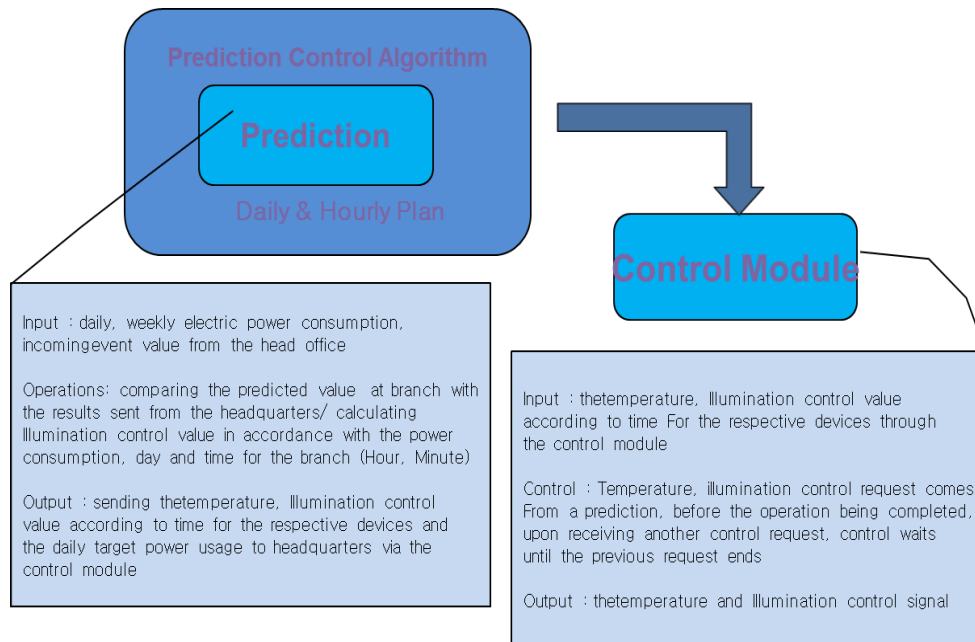 Prediction Control Algorithm
Prediction
Daily & Hourly Plan
Control Module
Input : daily, weekly electric power consumption,
incomingevent value from the head office
Operations: comparing the predicted value at branch with
the results sent from the headquarters/ calculating
Illumination control value in accordance with the power
consumption, day and time for the branch (Hour, Minute)
Output : sending thetemperature, Illumination control
value according to time for the respective devices and
the daily target power usage to headquarters via the
control module
Input : thetemperature, Illumination control value
according to time For the respective devices through
the control module
Control : Temperature, illumination control request comes
From a prediction, before the operation being completed,
upon receiving another control request, control waits
until the previous request ends
Output : thetemperature and Illumination control signal